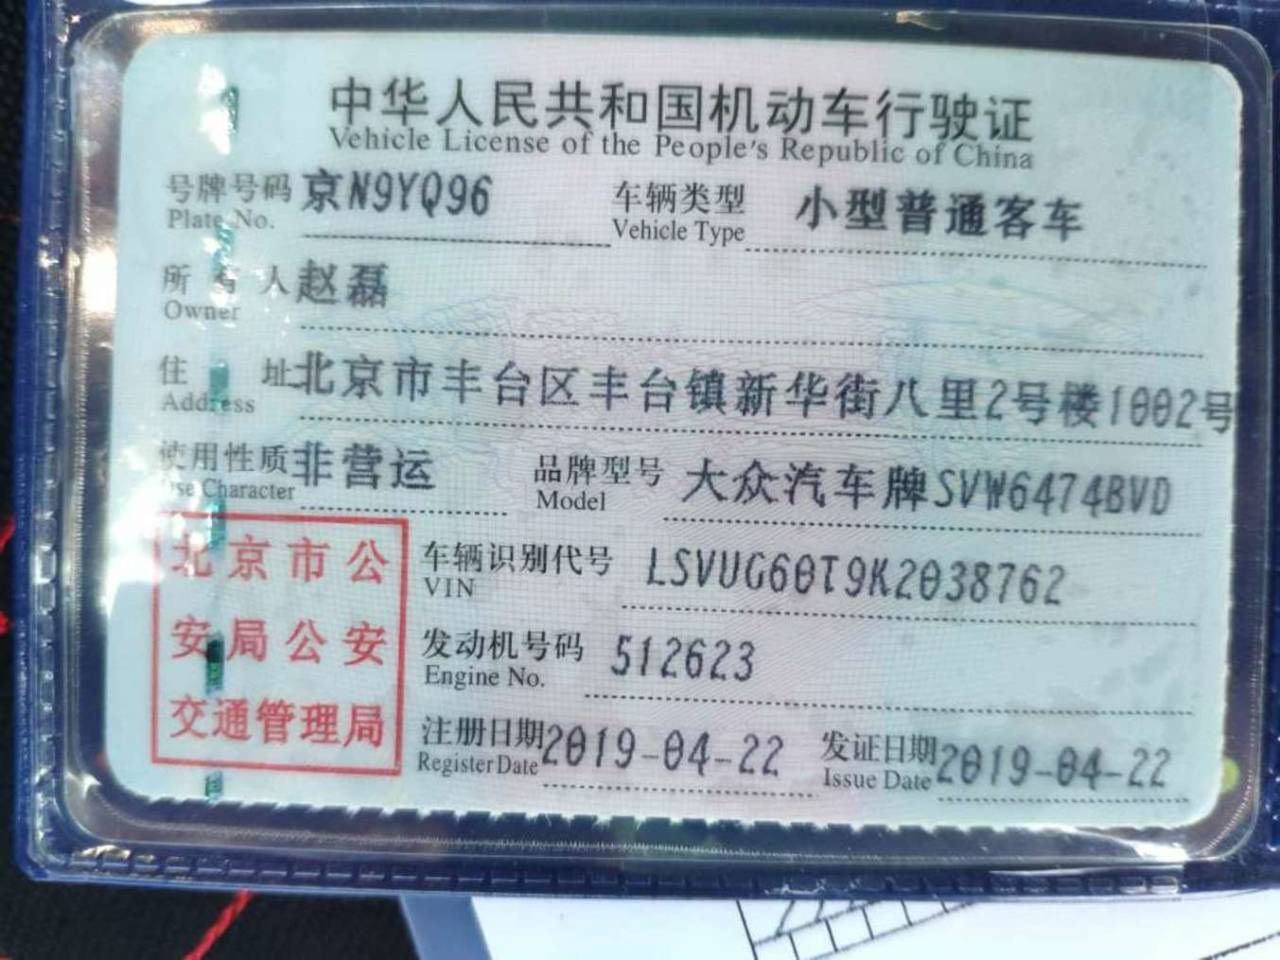 中华人民共和国机动车行驶证
Vehicle License of the People's Republic of China
号牌号码 京N9YQ96 车辆类型 小型普通客车
Plate No. Vehicle Type
所有人 赵磊
Owner
住址 北京市丰台区丰台镇新华街八里2号楼1002号
Address
使用性质 非营运 品牌型号 大众汽车牌SVW6474BVD
Use Character Model
北京市公安局公安交通管理局
车辆识别代号 LSVUG60T9K2038762
VIN
发动机号码 512623
Engine No.
注册日期 2019-04-22 发证日期 2019-04-22
Register Date Issue Date